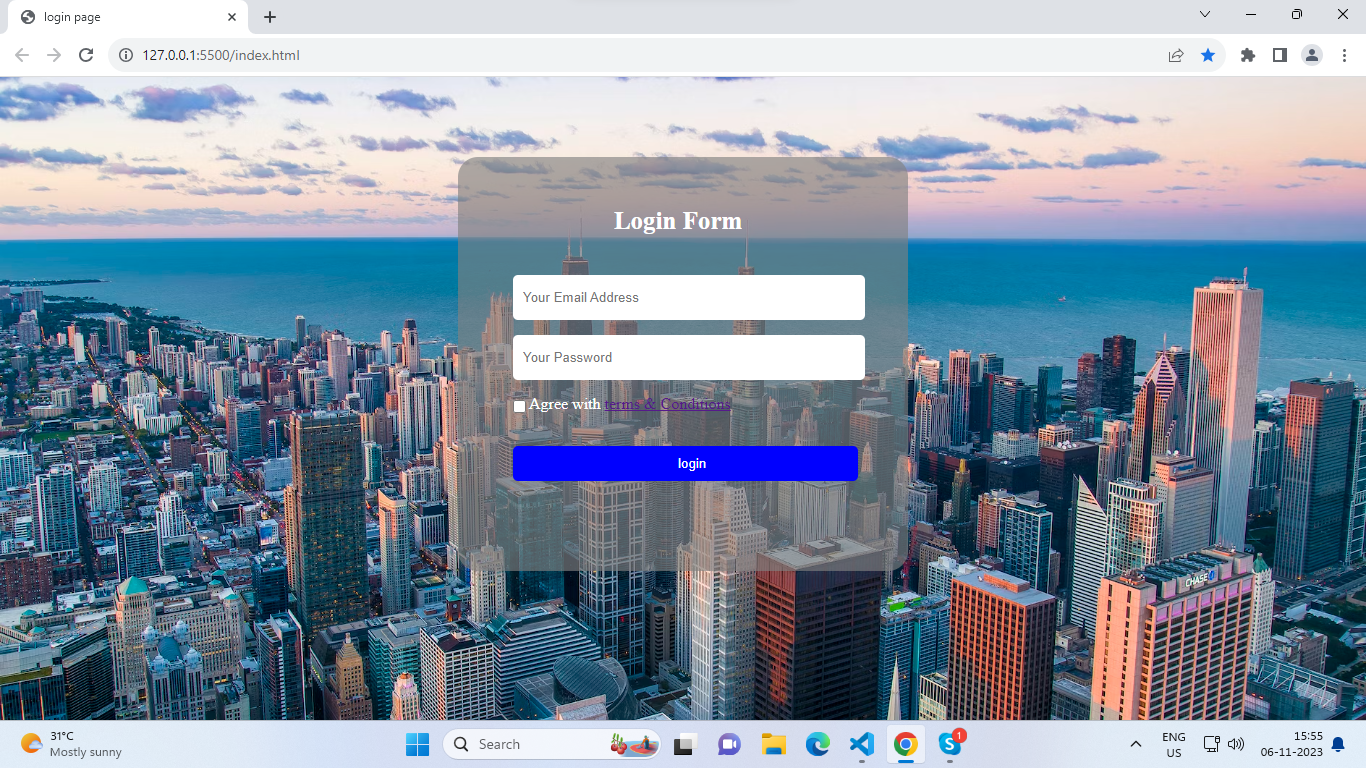 login page
127.0.0.1:5500/index.html
Login Form
Your Email Address
Your Password
Agree with terms & Conditions
login
CHASE
31°C
Mostly sunny
Search
1
ENG
US
15:55
06-11-2023